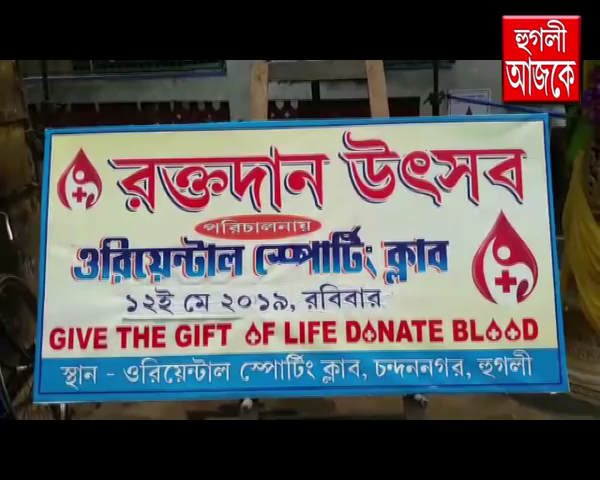 হুগলী
আজকে
রক্তদান উৎসব
পরিচালনায়
ওরিয়েন্টাল স্পোর্টিং ক্লাব
১২ই মে ২০১৯, রবিবার
GIVE THE GIFT OF LIFE DONATE BLOOD
স্থান - ওরিয়েন্টাল স্পোর্টিং ক্লাব, চন্দননগর, হুগলী